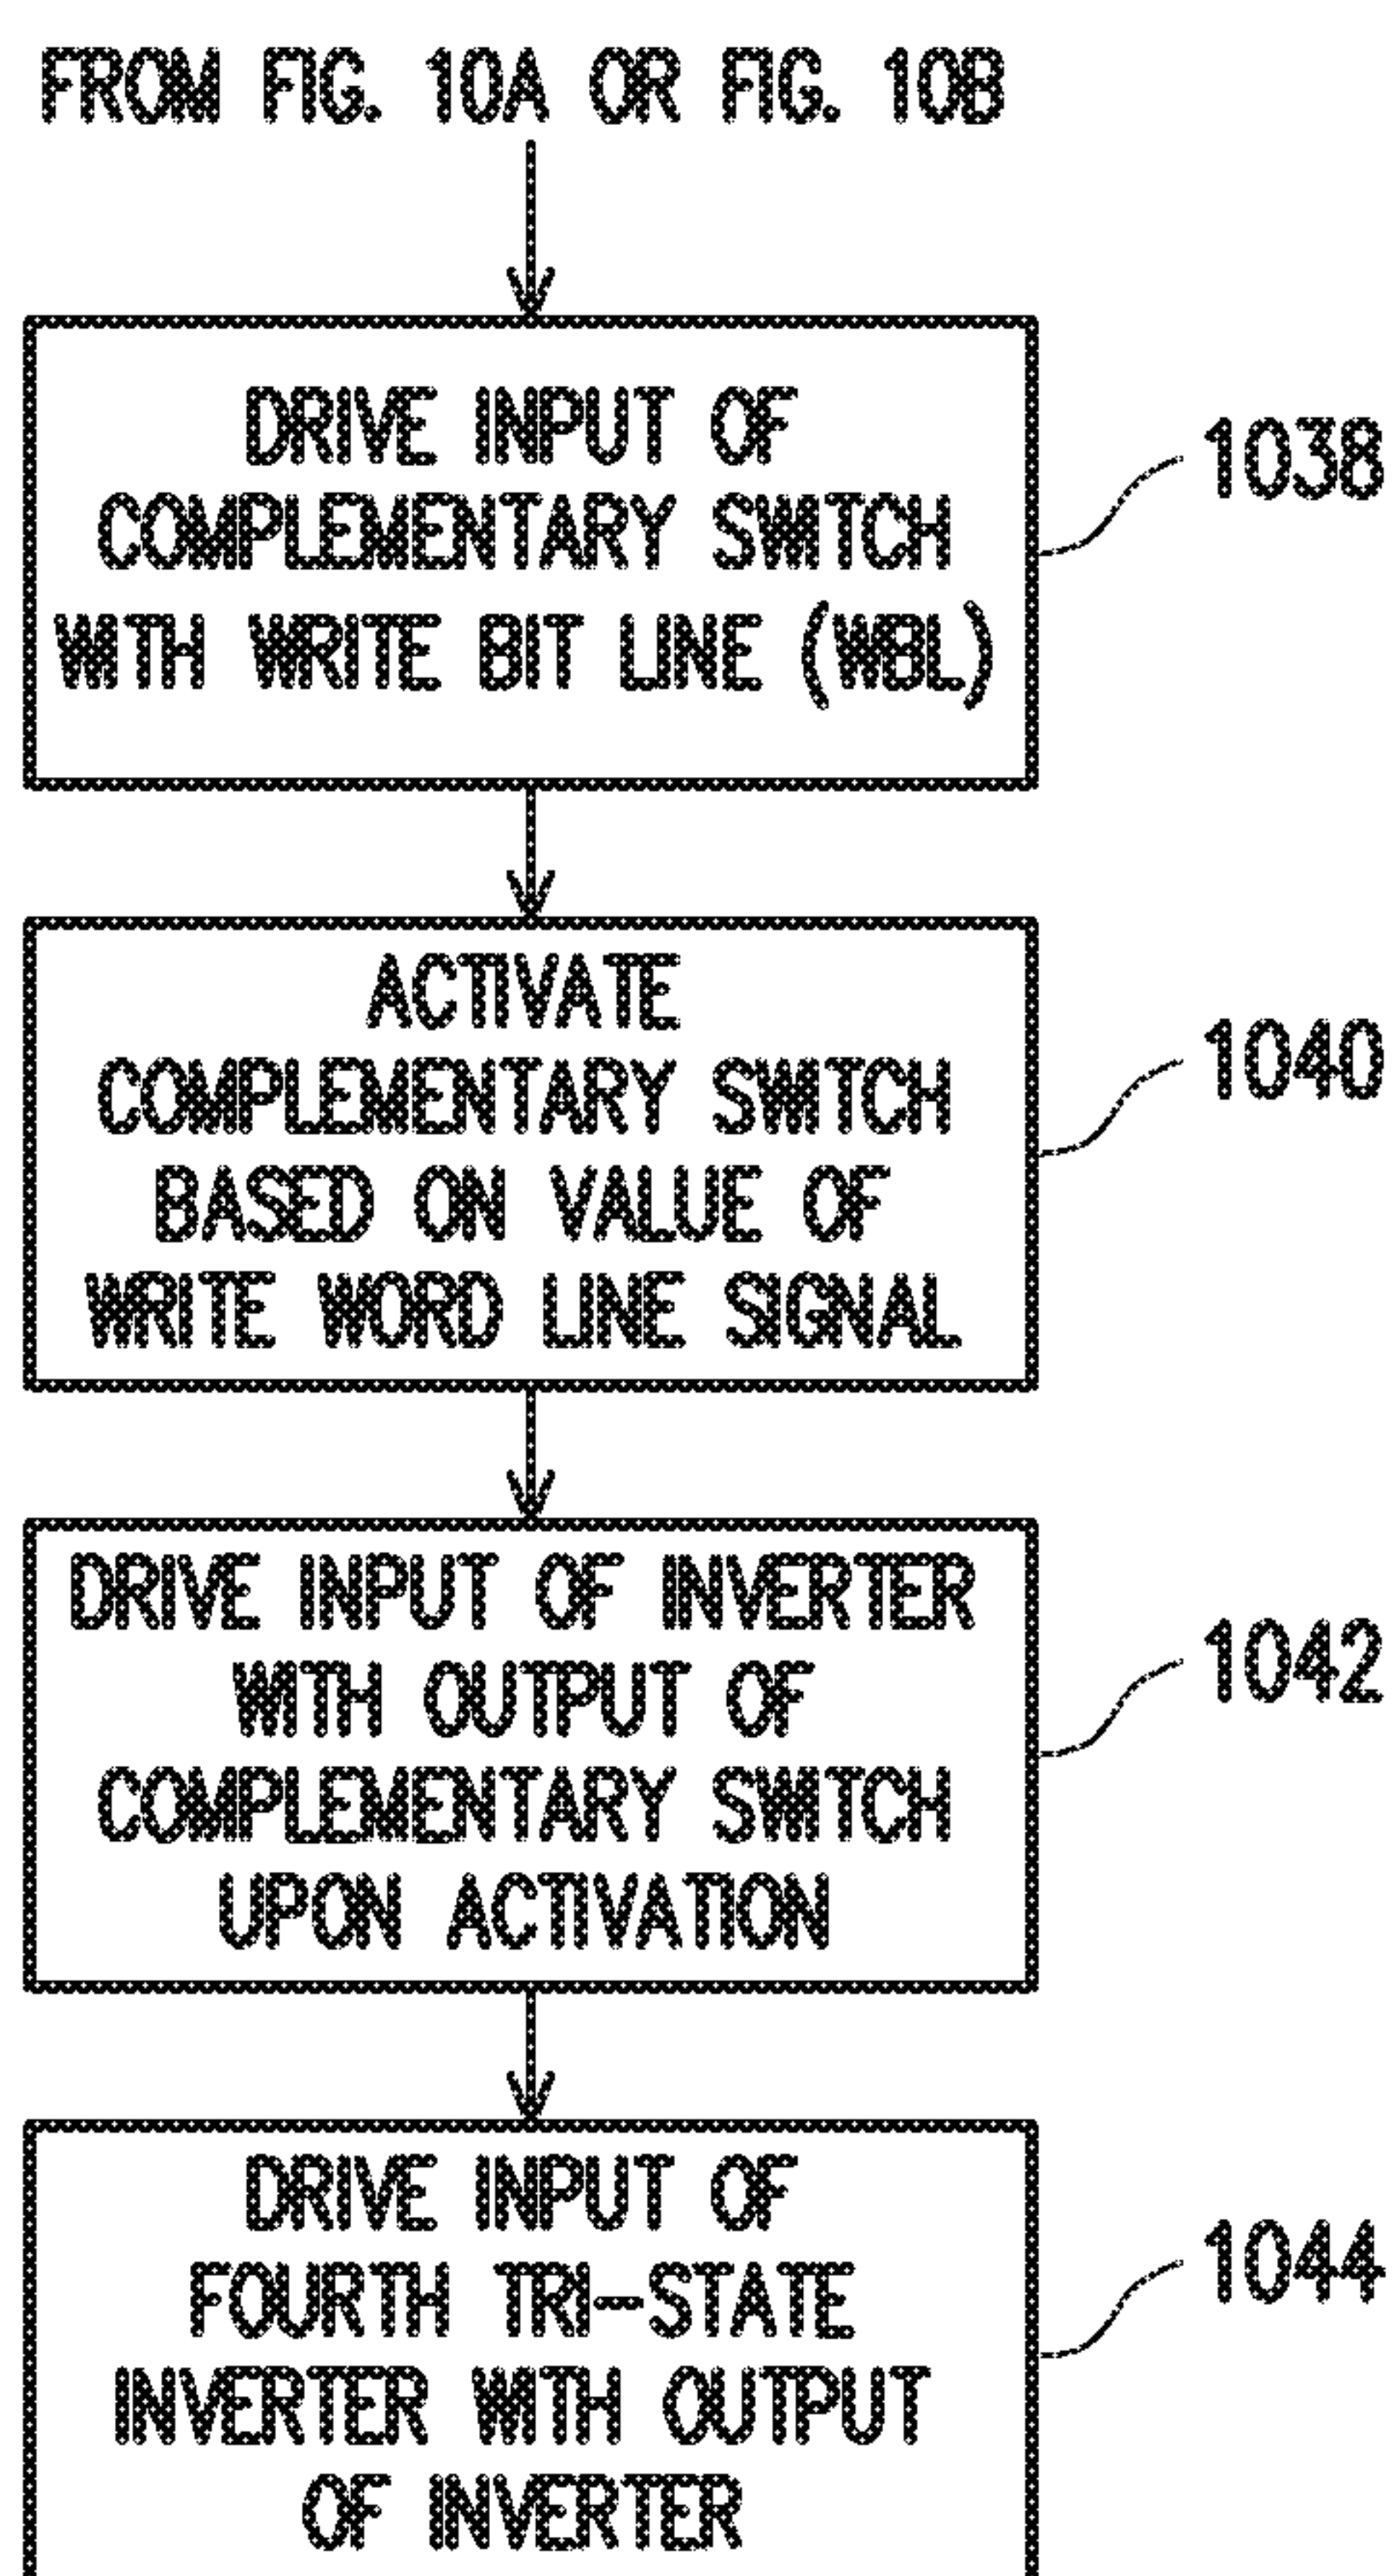 FROM FIG. 10A OR FIG. 10B
DRIVE INPUT OF
COMPLEMENTARY SWITCH
WITH WRITE BIT LINE (WBL)
1038
ACTIVATE
COMPLEMENTARY SWITCH
BASED ON VALUE OF
WRITE WORD LINE SIGNAL
1040
DRIVE INPUT OF INVERTER
WITH OUTPUT OF
COMPLEMENTARY SWITCH
UPON ACTIVATION
1042
DRIVE INPUT OF
FOURTH TRI-STATE
INVERTER WITH OUTPUT
OF INVERTER
1044